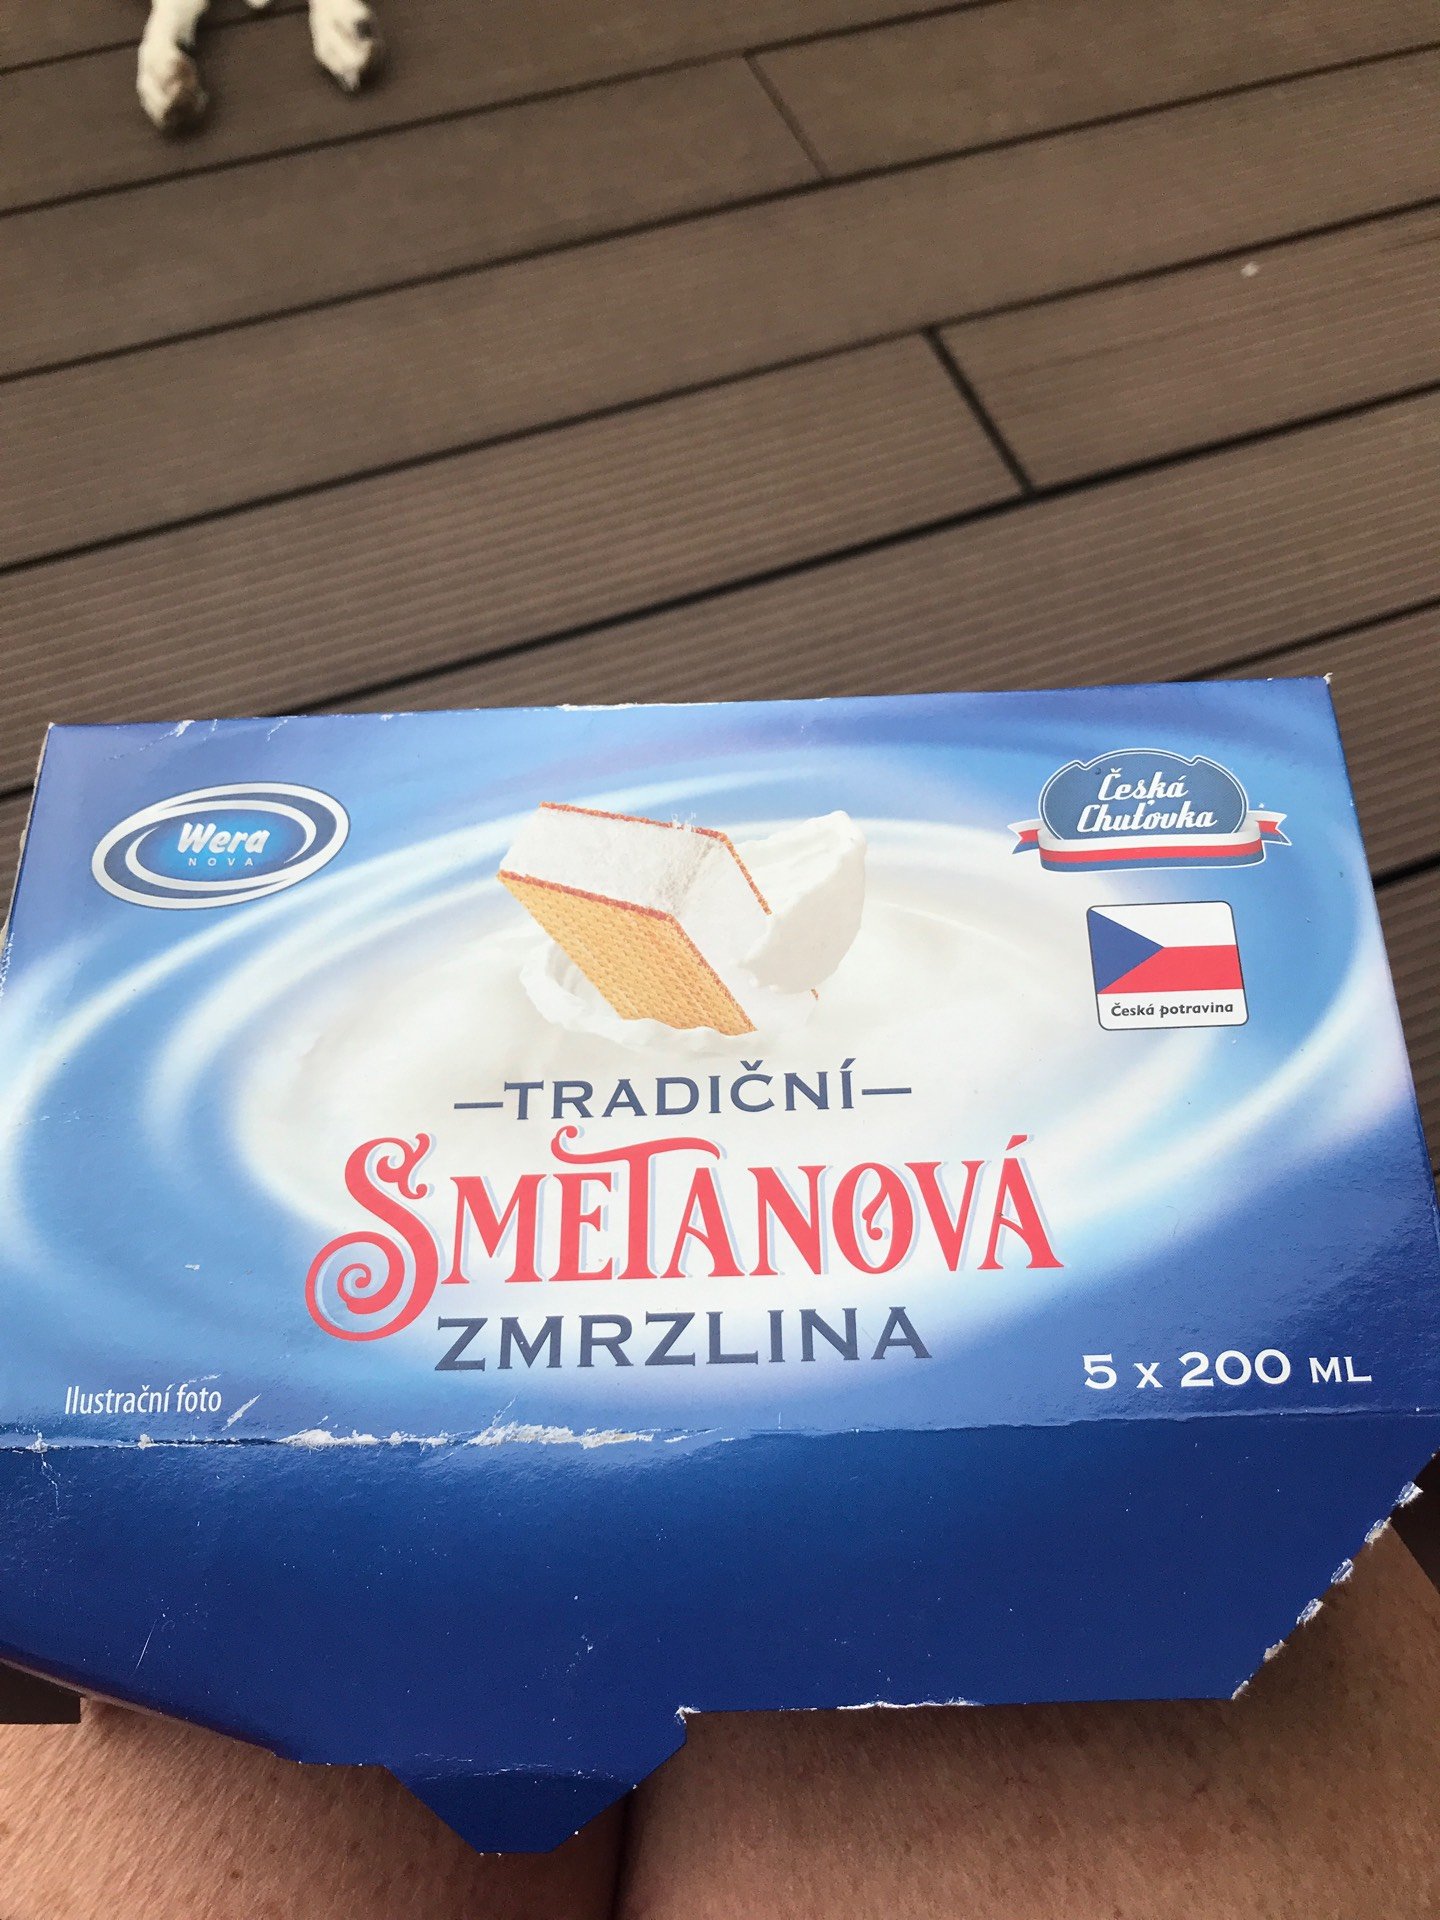 Wera
NOVA
Česká
Chuťovka
Česká potravina
TRADIČNÍ
SMETANOVÁ
ZMRZLINA
5 x 200 ML
Ilustrační foto